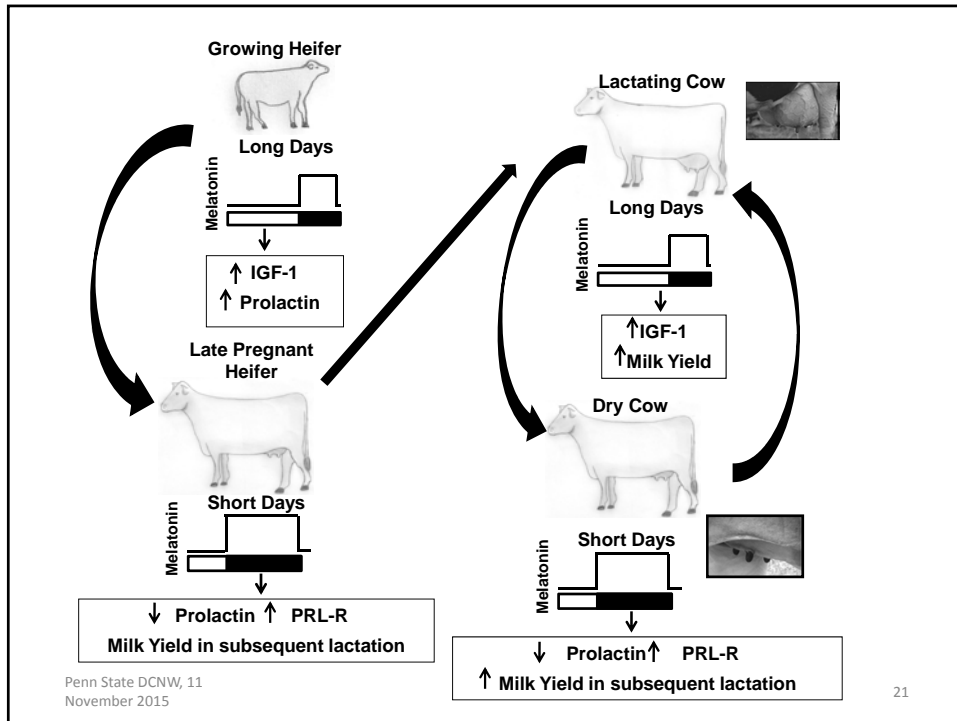 Growing Heifer
Long Days
Melatonin
↑ IGF-1
↑ Prolactin
Late Pregnant
Heifer
Short Days
Melatonin
↓ Prolactin ↑ PRL-R
Milk Yield in subsequent lactation
Lactating Cow
Long Days
Melatonin
↑IGF-1
↑Milk Yield
Dry Cow
Short Days
Melatonin
↓ Prolactin↑ PRL-R
↑ Milk Yield in subsequent lactation
Penn State DCNW, 11
November 2015
21